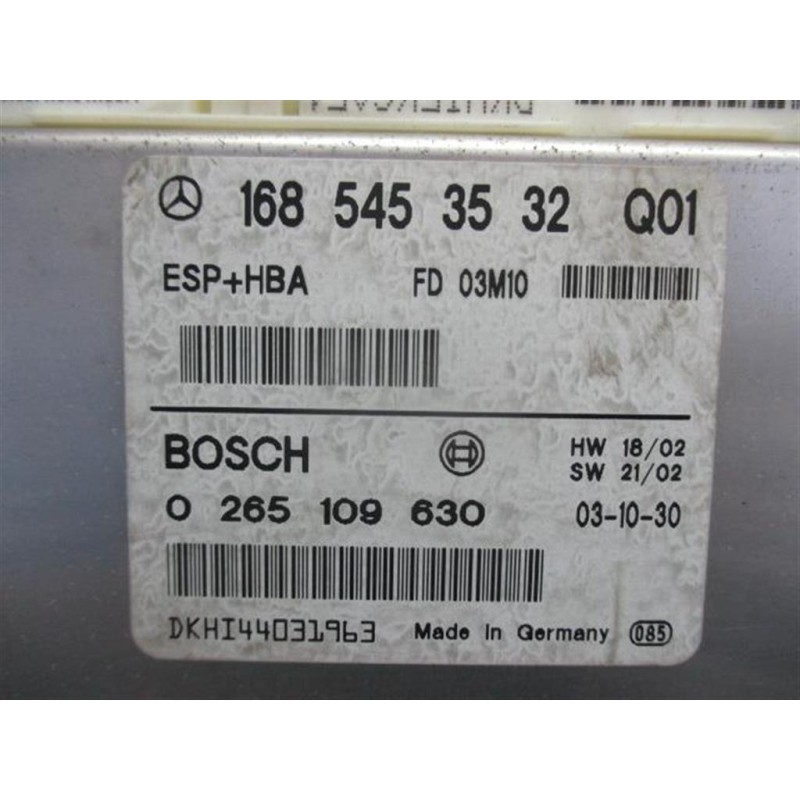 168 545 35 32 Q01
ESP+HBA FD 03M10
BOSCH HW 18/02
SW 21/02
0 265 109 630 03-10-30
DKHI44031963 Made in Germany 085